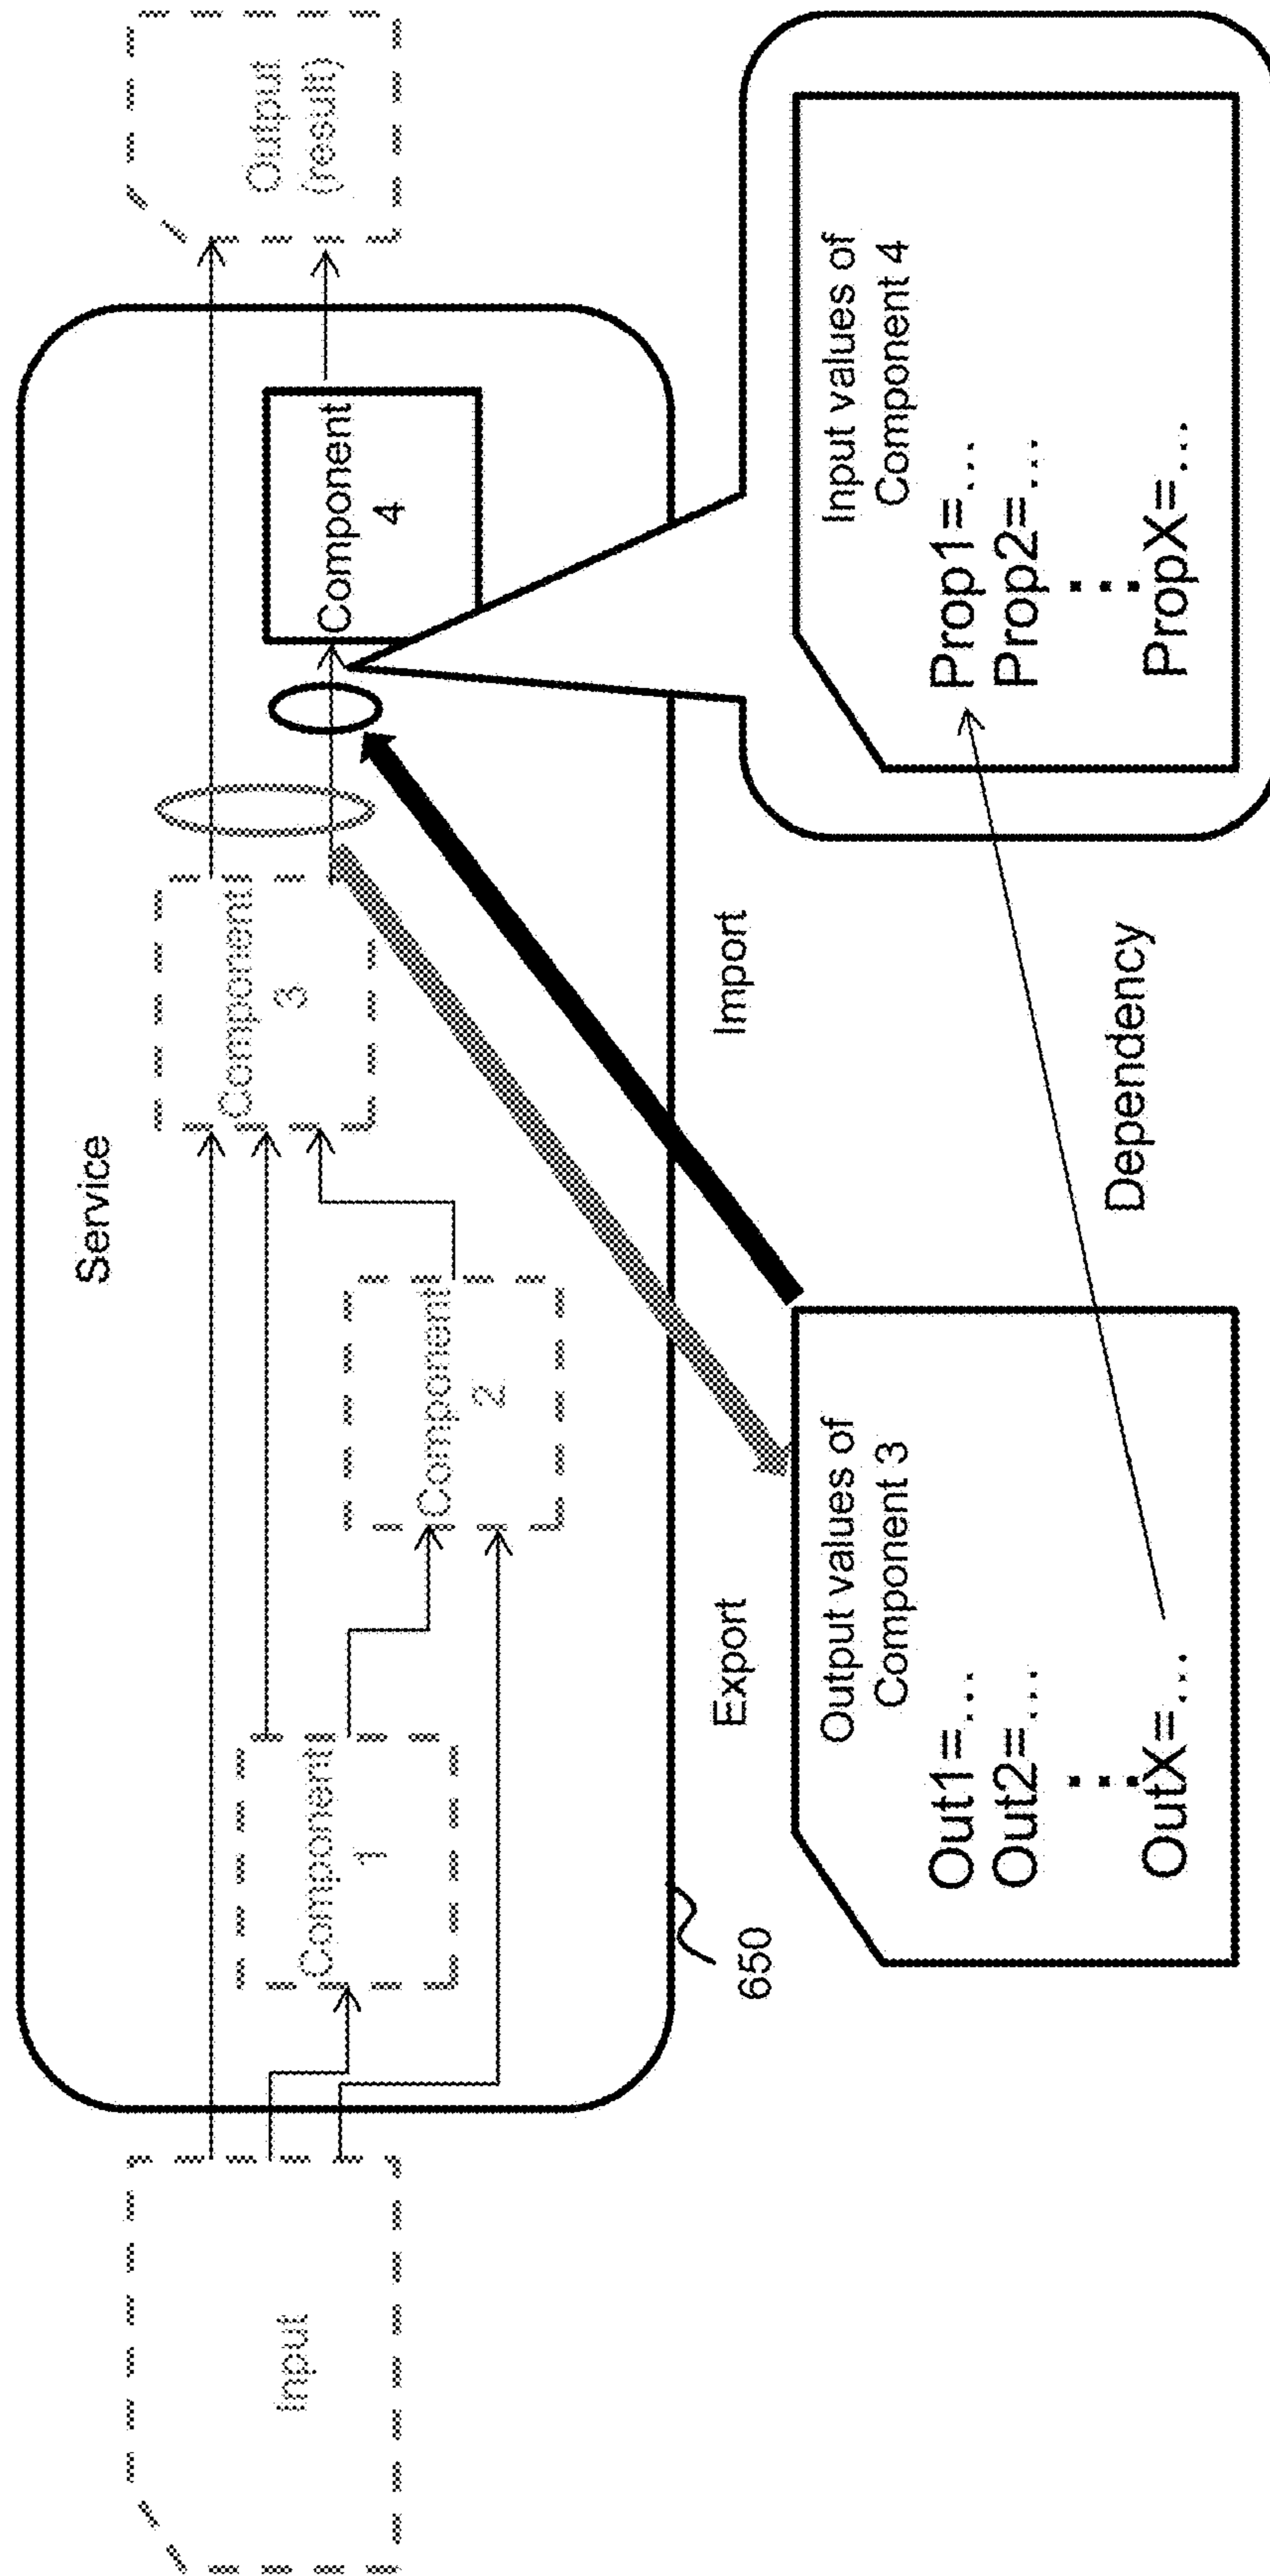 Service
Input
Component
1
Component
2
Component
3
Component
4
Output
(result)
650
Export
Import
Output values of
Component 3
Out1=...
Out2=...
...
OutX=...
Dependency
Input values of
Component 4
Prop1=...
Prop2=...
...
PropX=...